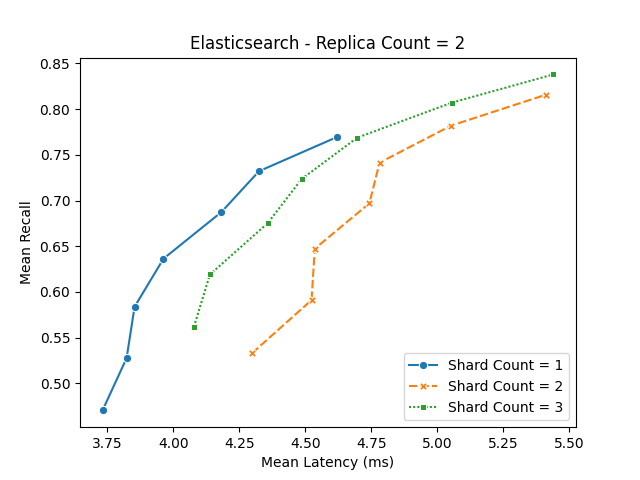 Elasticsearch - Replica Count = 2
Mean Recall
0.85
0.80
0.75
0.70
0.65
0.60
0.55
0.50
Shard Count = 1
Shard Count = 2
Shard Count = 3
3.75 4.00 4.25 4.50 4.75 5.00 5.25 5.50
Mean Latency (ms)